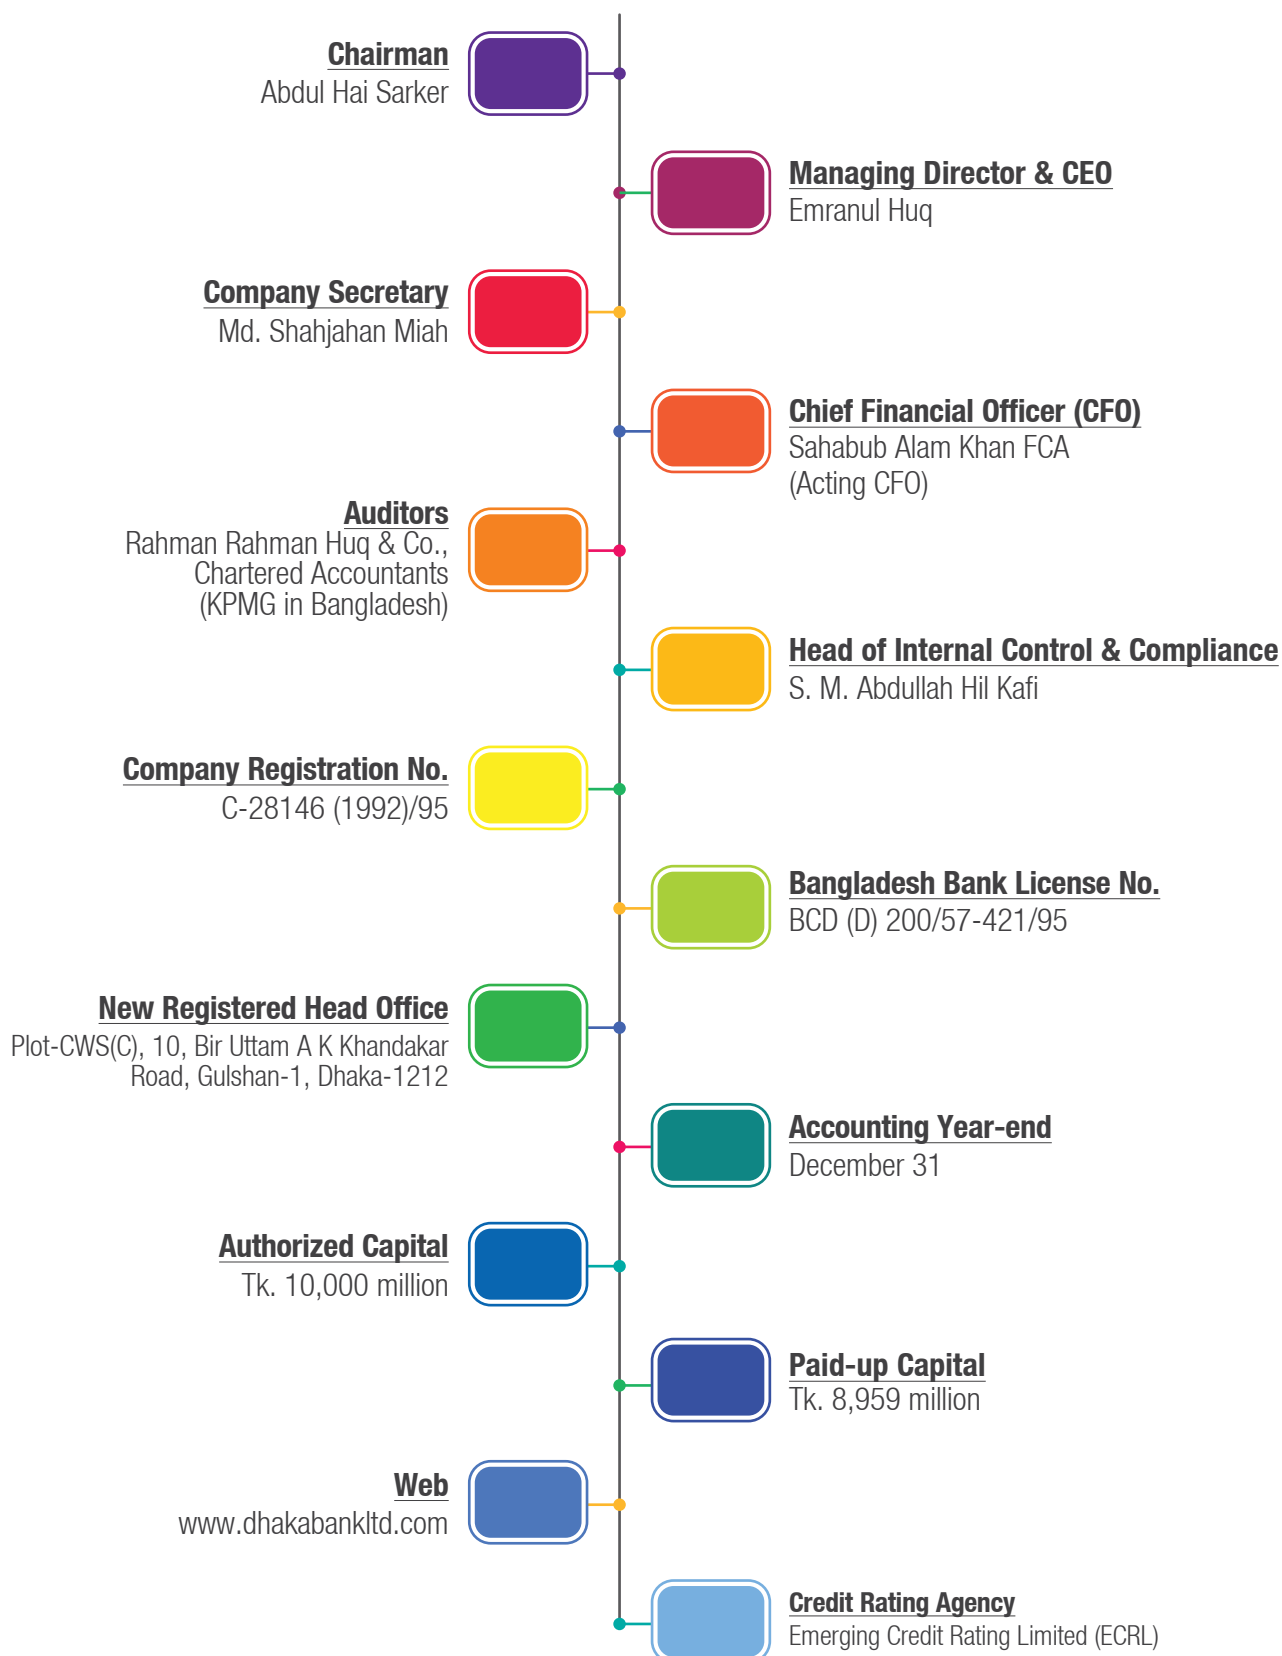 Chairman
Abdul Hai Sarker
Managing Director & CEO
Emranul Huq
Company Secretary
Md. Shahjahan Miah
Chief Financial Officer (CFO)
Sahabub Alam Khan FCA
(Acting CFO)
Auditors
Rahman Rahman Huq & Co.,
Chartered Accountants
(KPMG in Bangladesh)
Head of Internal Control & Compliance
S. M. Abdullah Hil Kafi
Company Registration No.
C-28146 (1992)/95
Bangladesh Bank License No.
BCD (D) 200/57-421/95
New Registered Head Office
Plot-CWS(C), 10, Bir Uttam A K Khandakar
Road, Gulshan-1, Dhaka-1212
Accounting Year-end
December 31
Authorized Capital
Tk. 10,000 million
Paid-up Capital
Tk. 8,959 million
Web
www.dhakabankltd.com
Credit Rating Agency
Emerging Credit Rating Limited (ECRL)